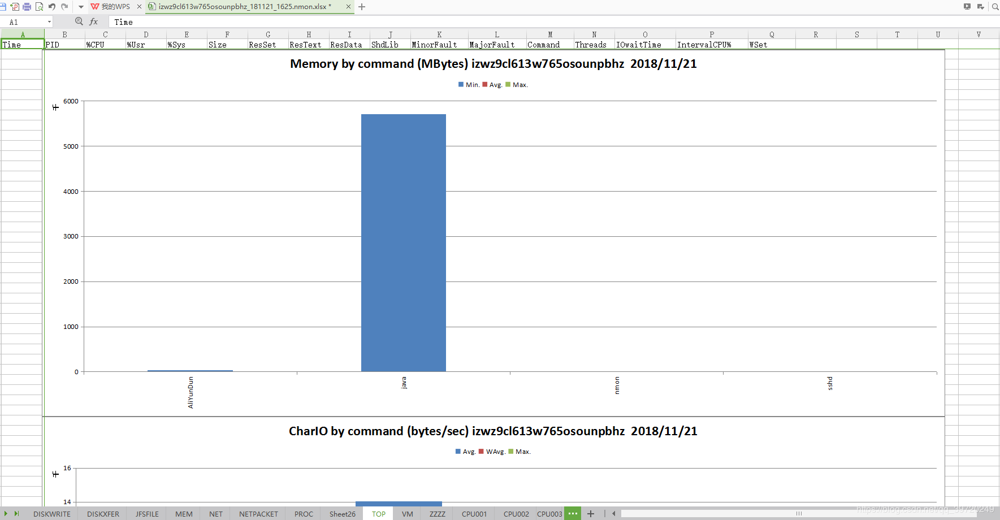 我的WPS × izwz9cl613w765osounpbhz_181121_1625.nmon.xlsx * × +
A1 fx Time
A B C D E F G H I J K L M N O P Q R S T U V
Time PID %CPU %Usr %Sys Size ResSet ResText ResData ShdLib MinorFault MajorFault Command Threads IOwaitTime IntervalCPU% WSet
Memory by command (MBytes) izwz9cl613w765osounpbhz 2018/11/21
Min. Avg. Max.
千
6000
5000
4000
3000
2000
1000
0
AliYunDun java nmon sshd
CharIO by command (bytes/sec) izwz9cl613w765osounpbhz 2018/11/21
Avg. WAvg. Max.
千
16
14
DISKWRITE DISKXFER JFSFILE MEM NET NETPACKET PROC Sheet26 TOP VM ZZZZ CPU001 CPU002 CPU003 ··· +
https://blog.csdn.net/qq_39720249